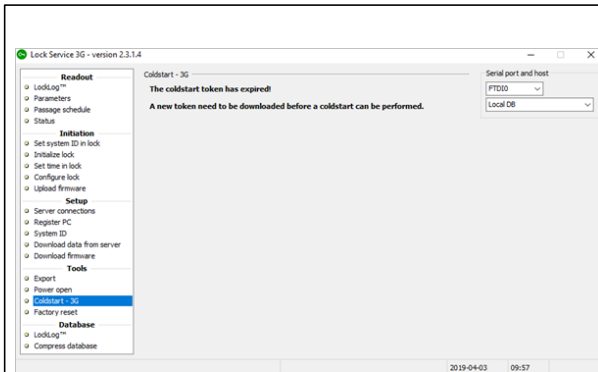 Lock Service 3G - version 2.3.1.4
Readout
LockLog™
Parameters
Passage schedule
Status
Initiation
Set system ID in lock
Initialize lock
Set time in lock
Configure lock
Upload firmware
Setup
Server connections
Register PC
System ID
Download data from server
Download firmware
Tools
Export
Power open
Coldstart - 3G
Factory reset
Database
LockLog™
Compress database
Coldstart - 3G
The coldstart token has expired!
A new token need to be downloaded before a coldstart can be performed.
Serial port and host
FTDI0
Local DB
2019-04-03 09:57